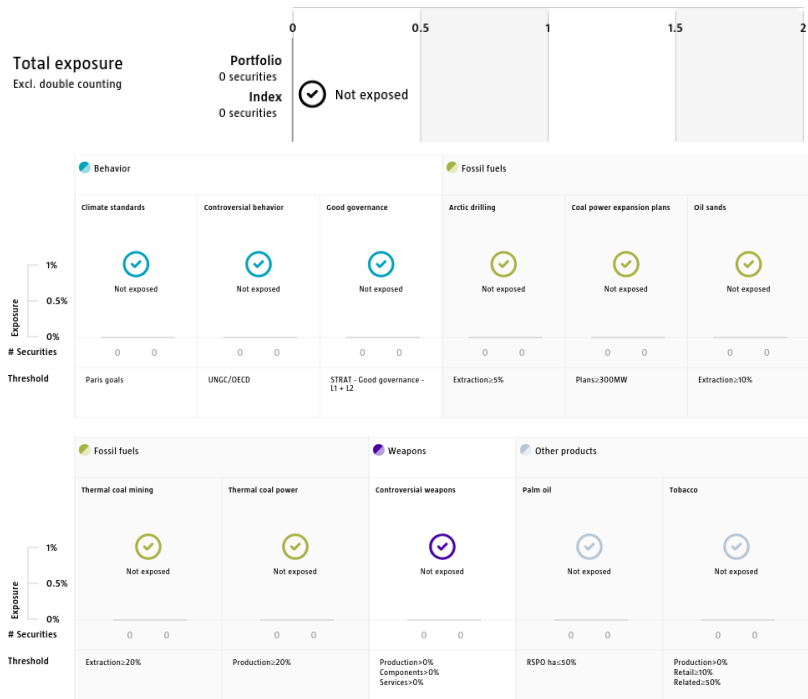 0 0.5 1 1.5 2
Total exposure
Excl. double counting
Portfolio
0 securities
Index
0 securities
Not exposed
Behavior Fossil fuels
Climate standards Controversial behavior Good governance Arctic drilling Coal power expansion plans Oil sands
Exposure
1%
0.5%
0%
Not exposed Not exposed Not exposed Not exposed Not exposed Not exposed
# Securities 0 0 0 0 0 0 0 0 0 0 0 0
Threshold Paris goals UNGC/OECD STRAT - Good governance - Extraction≥5% Plans≥300MW Extraction≥10%
L1 + L2
Fossil fuels Weapons Other products
Thermal coal mining Thermal coal power Controversial weapons Palm oil Tobacco
Exposure
1%
0.5%
0%
Not exposed Not exposed Not exposed Not exposed Not exposed
# Securities 0 0 0 0 0 0 0 0 0 0
Threshold Extraction≥20% Production≥20% Production>0% RSPO ha≤50% Production>0%
Components>0% Retail≥10%
Services>0% Related≥50%